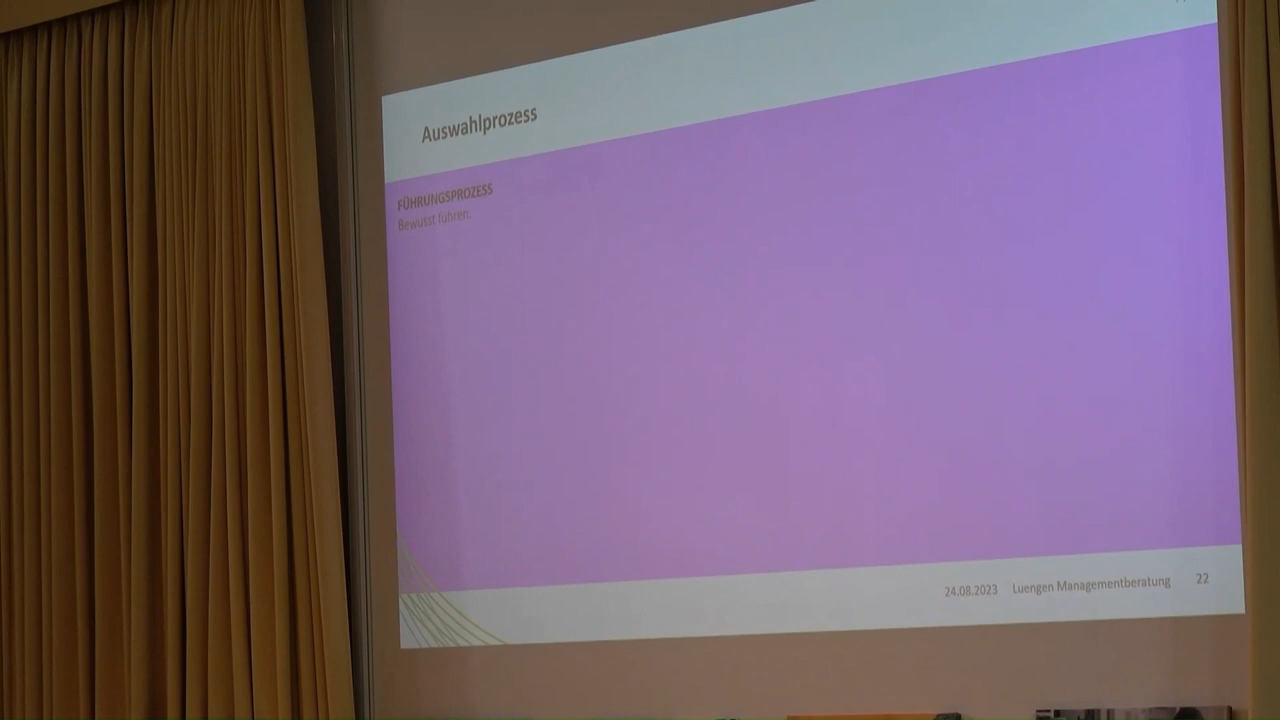 Auswahlprozess
FÜHRUNGSPROZESS
Bewusst führen.
24.08.2023 Luengen Managementberatung 22